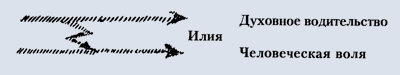 Духовное водительство
Илия
Человеческая воля